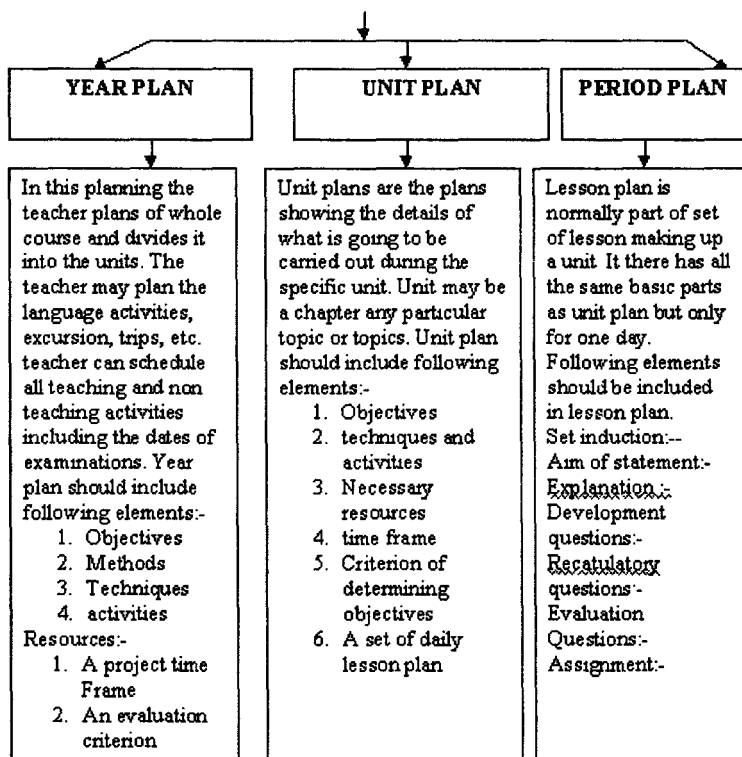 YEAR PLAN
In this planning the
teacher plans of whole
course and divides it
into the units. The
teacher may plan the
language activities,
excursion, trips, etc.
teacher can schedule
all teaching and non
teaching activities
including the dates of
examinations. Year
plan should include
following elements:-
1. Objectives
2. Methods
3. Techniques
4. activities
Resources:-
1. A project time
Frame
2. An evaluation
criterion
UNIT PLAN
Unit plans are the plans
showing the details of
what is going to be
carried out during the
specific unit. Unit may be
a chapter any particular
topic or topics. Unit plan
should include following
elements:-
1. Objectives
2. techniques and
activities
3. Necessary
resources
4. time frame
5. Criterion of
determining
objectives
6. A set of daily
lesson plan
PERIOD PLAN
Lesson plan is
normally part of set
of lesson making up
a unit It there has all
the same basic parts
as unit plan but only
for one day.
Following elements
should be included
in lesson plan.
Set induction:--
Aim of statement:-
Explanation :-
Development
questions:-
Recatulatory
questions:-
Evaluation
Questions:-
Assignment:-